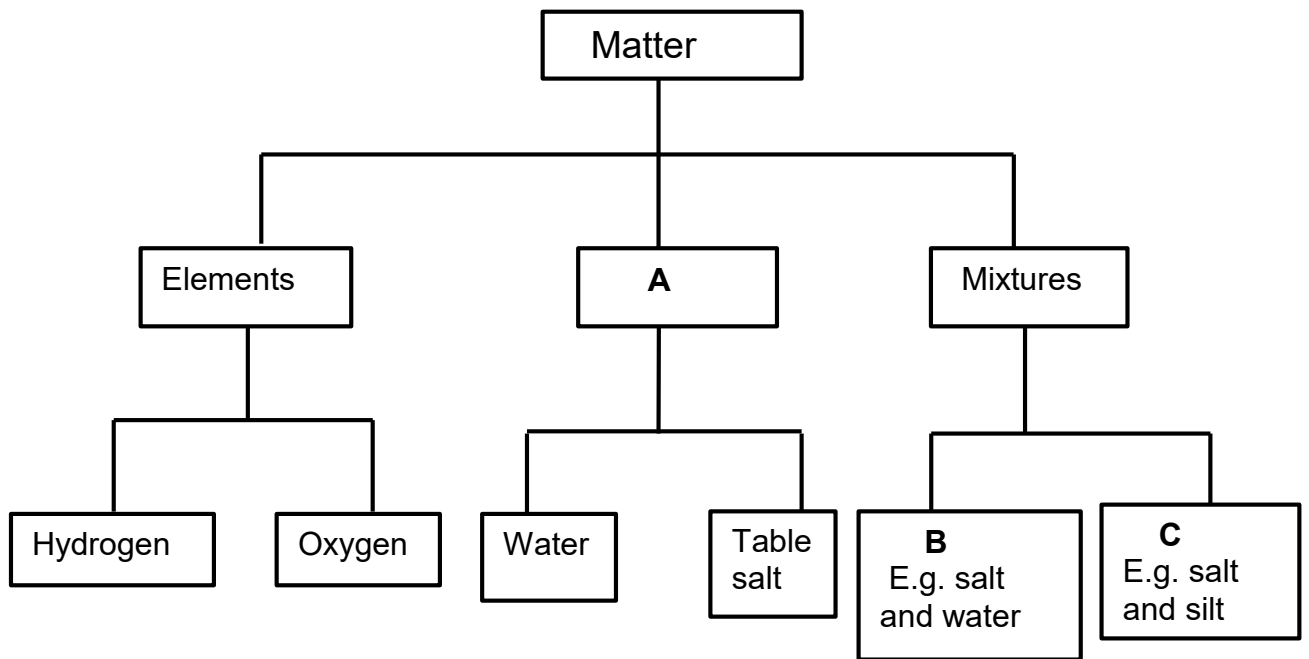 Matter
Elements
A
Mixtures
Hydrogen
Oxygen
Water
Table
salt
B
E.g. salt
and water
C
E.g. salt
and silt